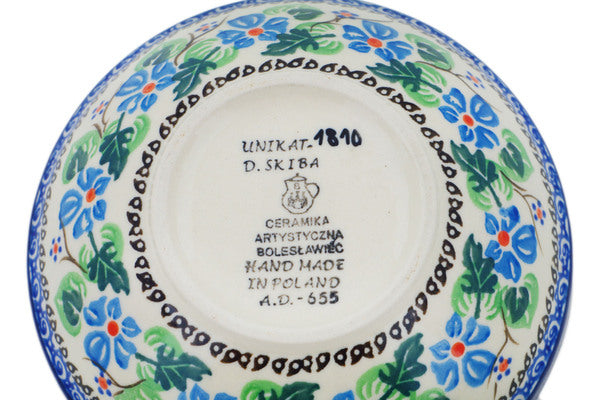 UNIKAT-1810
D. SKIBA
CERAMIKA
ARTYSTYCZNA
BOLESŁAWIEC
HAND MADE
IN POLAND
A.D.-655